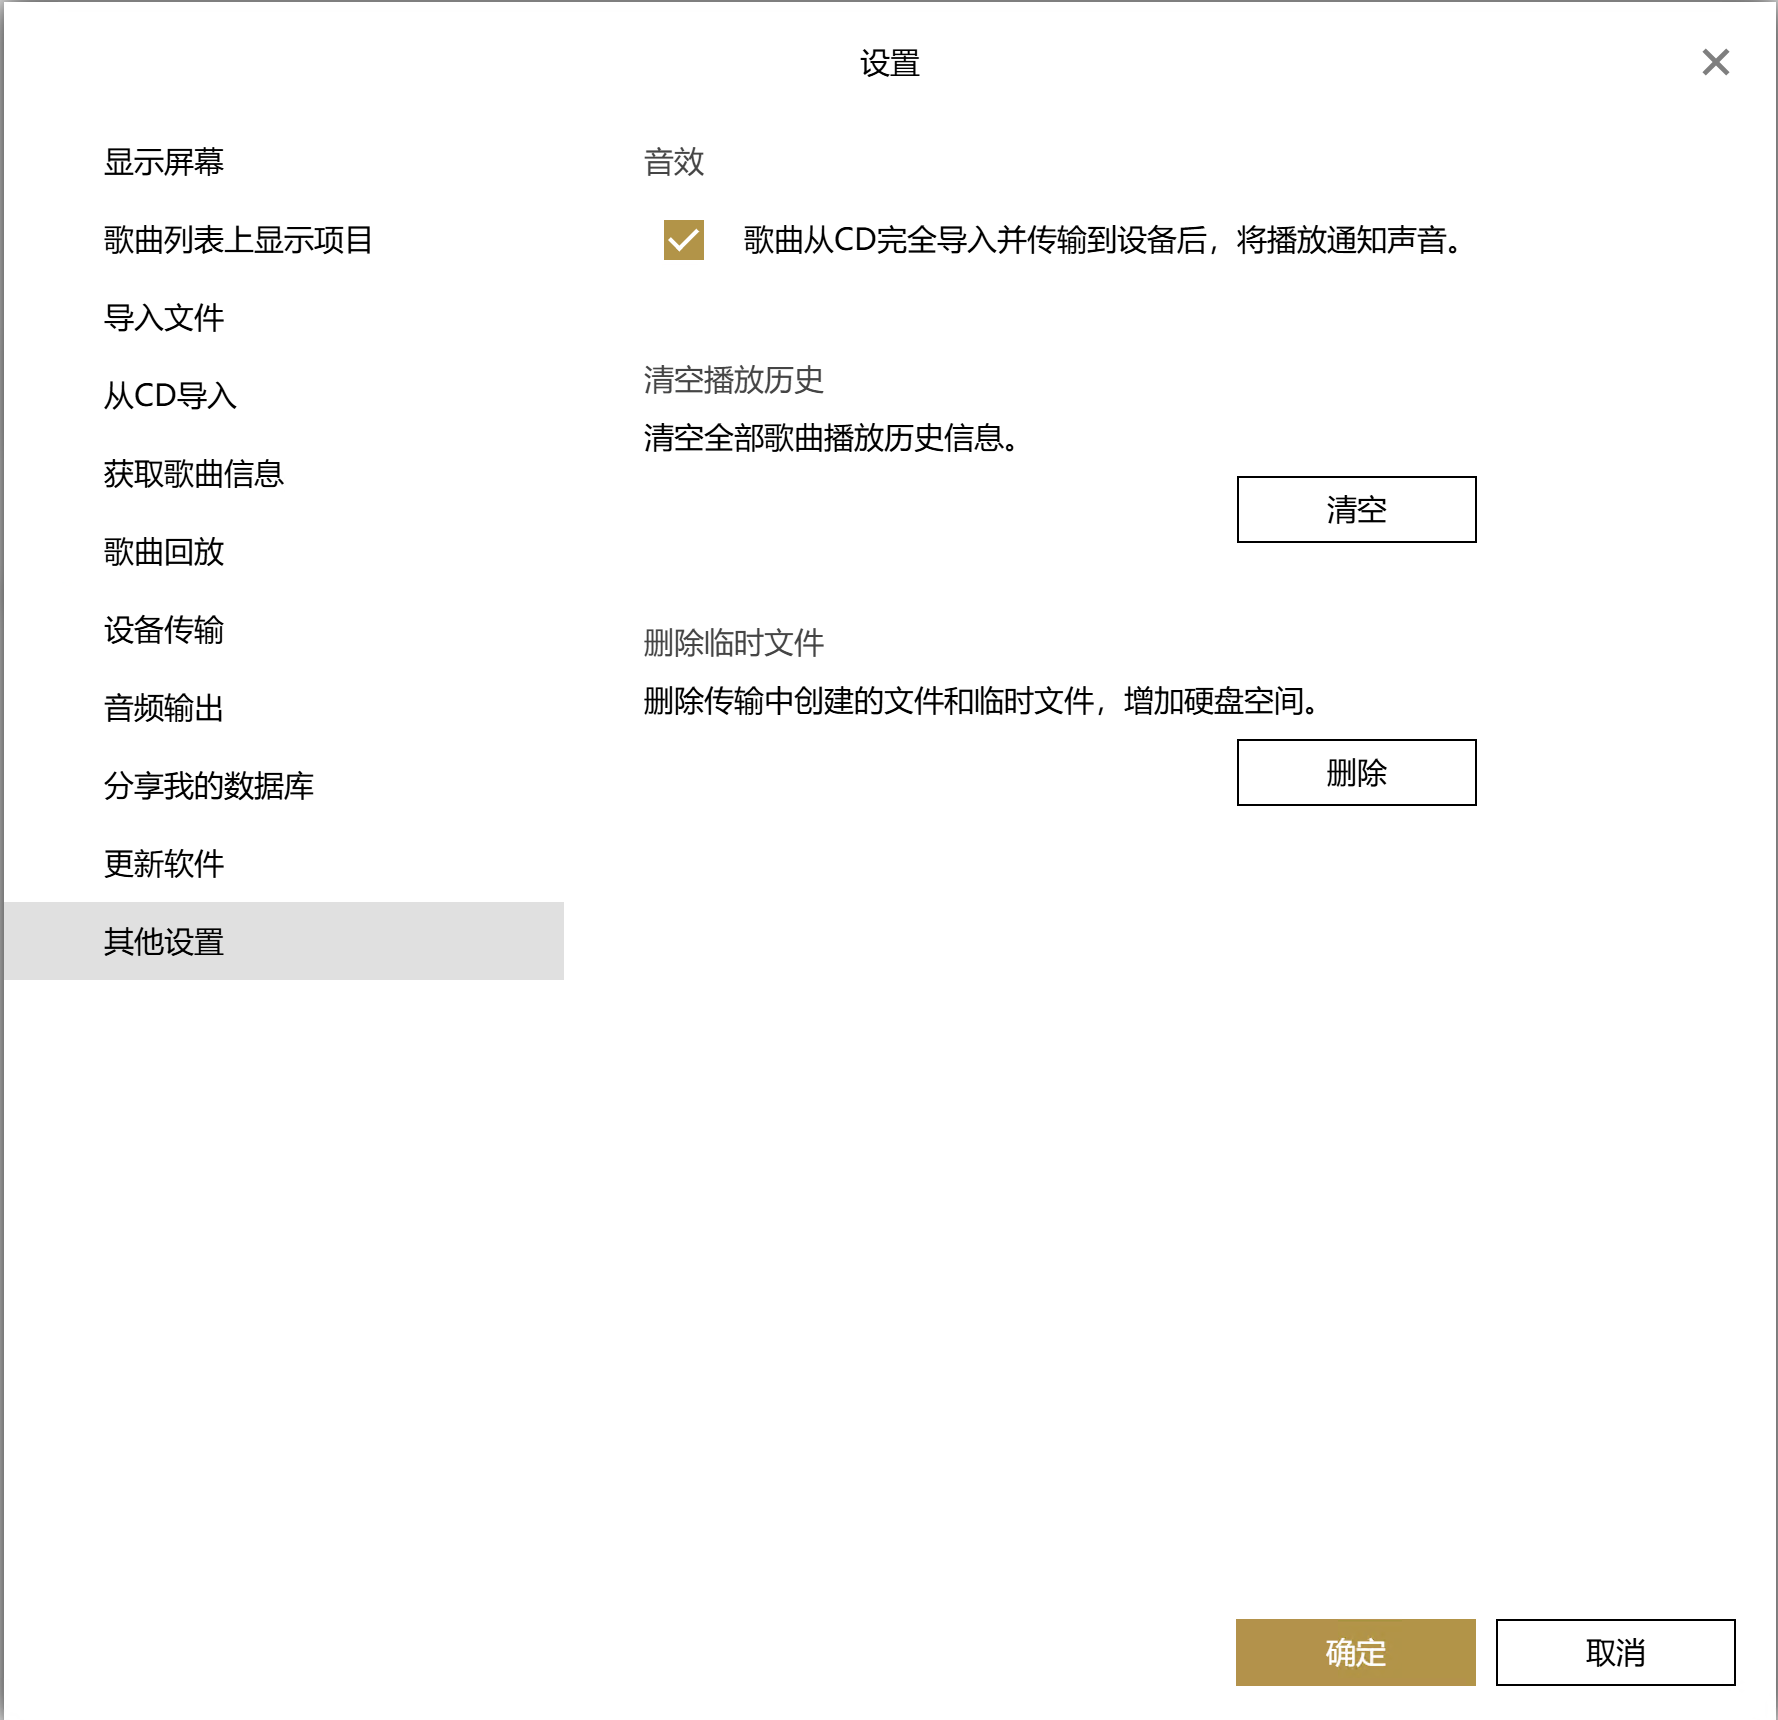 设置
显示屏幕
歌曲列表上显示项目
导入文件
从CD导入
获取歌曲信息
歌曲回放
设备传输
音频输出
分享我的数据库
更新软件
其他设置
音效
歌曲从CD完全导入并传输到设备后，将播放通知声音。
清空播放历史
清空全部歌曲播放历史信息。
清空
删除临时文件
删除传输中创建的文件和临时文件，增加硬盘空间。
删除
确定
取消